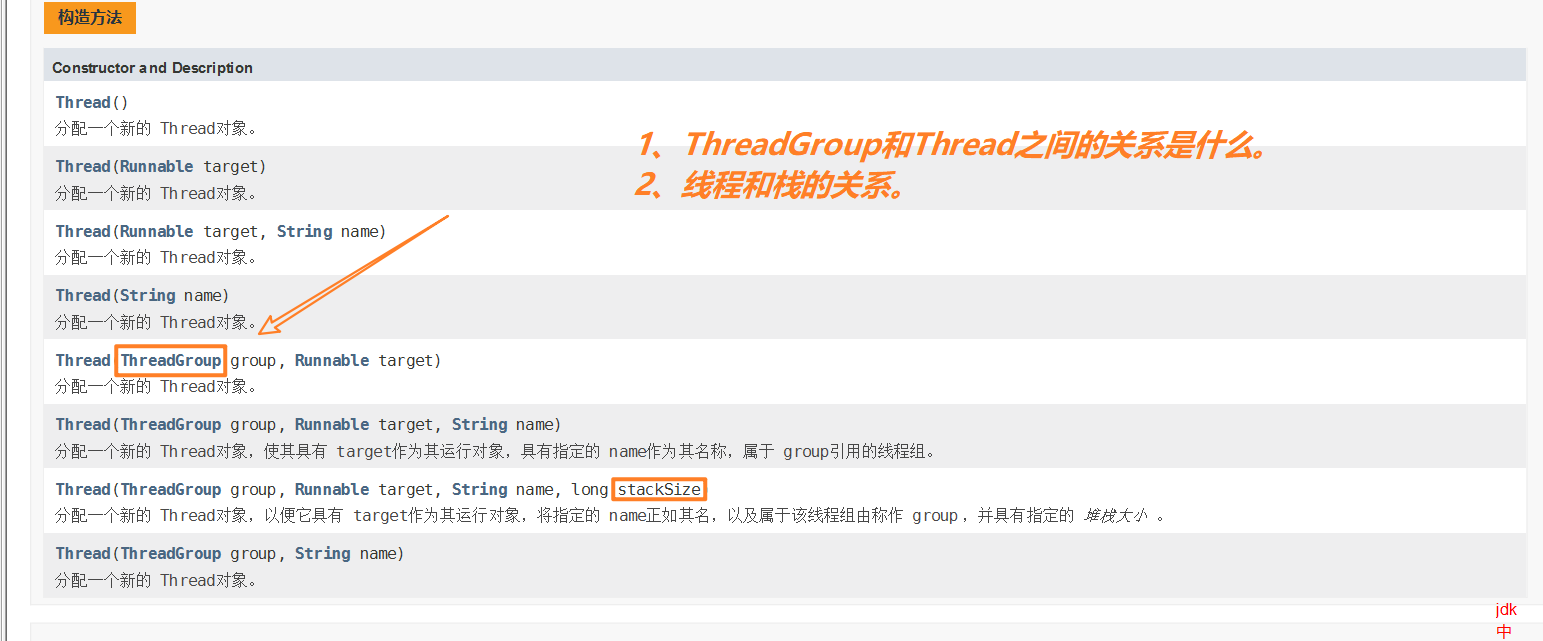 构造方法
Constructor and Description
Thread()
分配一个新的 Thread对象。
1、ThreadGroup和Thread之间的关系是什么。
Thread(Runnable target)
分配一个新的 Thread对象。
2、线程和栈的关系。
Thread(Runnable target, String name)
分配一个新的 Thread对象。
Thread(String name)
分配一个新的 Thread对象。
Thread(ThreadGroup group, Runnable target)
分配一个新的 Thread对象。
Thread(ThreadGroup group, Runnable target, String name)
分配一个新的 Thread对象，使其具有 target作为其运行对象，具有指定的 name作为其名称，属于 group引用的线程组。
Thread(ThreadGroup group, Runnable target, String name, long stackSize
分配一个新的 Thread对象，以便它具有 target作为其运行对象，将指定的 name正如其名，以及属于该线程组由称作 group ，并具有指定的 堆栈大小 。
Thread(ThreadGroup group, String name)
分配一个新的 Thread对象。
jdk
中